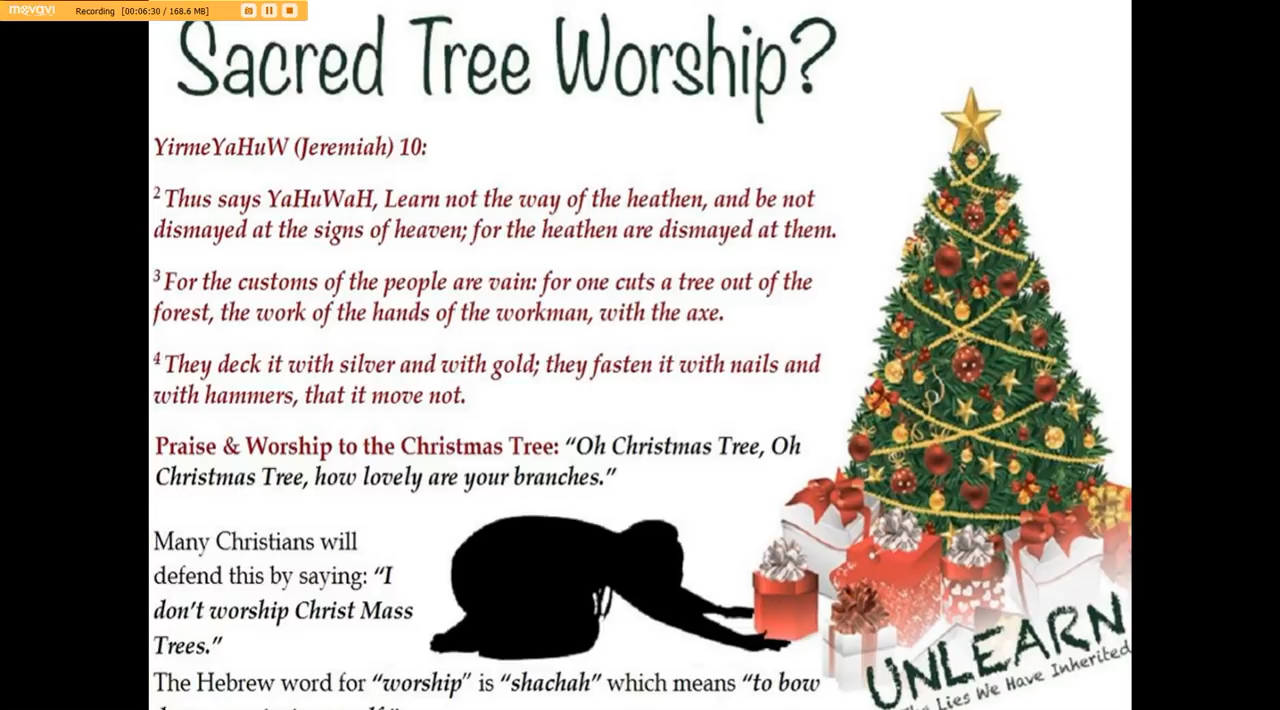 movavi
Recording [00:06:30 / 168.6 MB]
Sacred Tree Worship?
YirmeYaHuW (Jeremiah) 10:
2 Thus says YaHuWaH, Learn not the way of the heathen, and be not
dismayed at the signs of heaven; for the heathen are dismayed at them.
3 For the customs of the people are vain: for one cuts a tree out of the
forest, the work of the hands of the workman, with the axe.
4 They deck it with silver and with gold; they fasten it with nails and
with hammers, that it move not.
Praise & Worship to the Christmas Tree: “Oh Christmas Tree, Oh
Christmas Tree, how lovely are your branches.”
Many Christians will
defend this by saying: “I
don’t worship Christ Mass
Trees.”
The Hebrew word for “worship” is “shachah” which means “to bow
UNLEARN
The Lies We Have Inherited